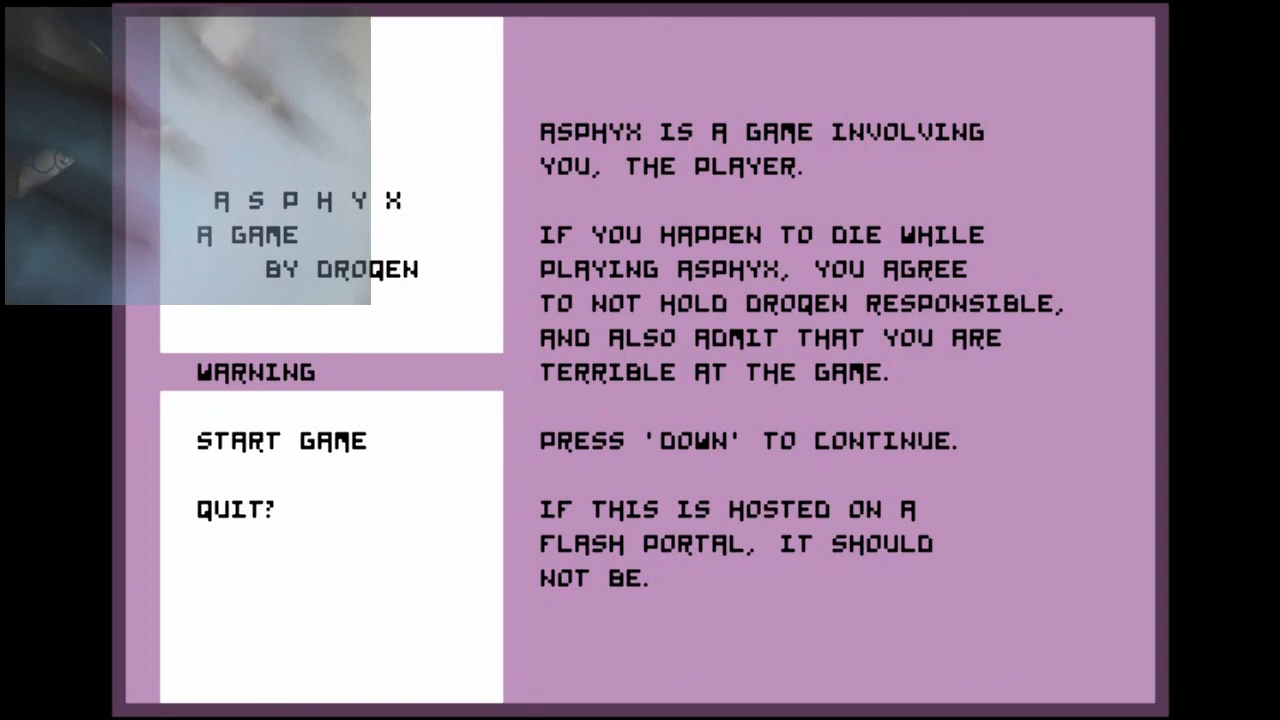 A S P H Y X
A GAME
BY DROQEN
WARNING
START GAME
QUIT?
ASPHYX IS A GAME INVOLVING
YOU, THE PLAYER.
IF YOU HAPPEN TO DIE WHILE
PLAYING ASPHYX, YOU AGREE
TO NOT HOLD DROQEN RESPONSIBLE,
AND ALSO ADMIT THAT YOU ARE
TERRIBLE AT THE GAME.
PRESS 'DOWN' TO CONTINUE.
IF THIS IS HOSTED ON A
FLASH PORTAL, IT SHOULD
NOT BE.